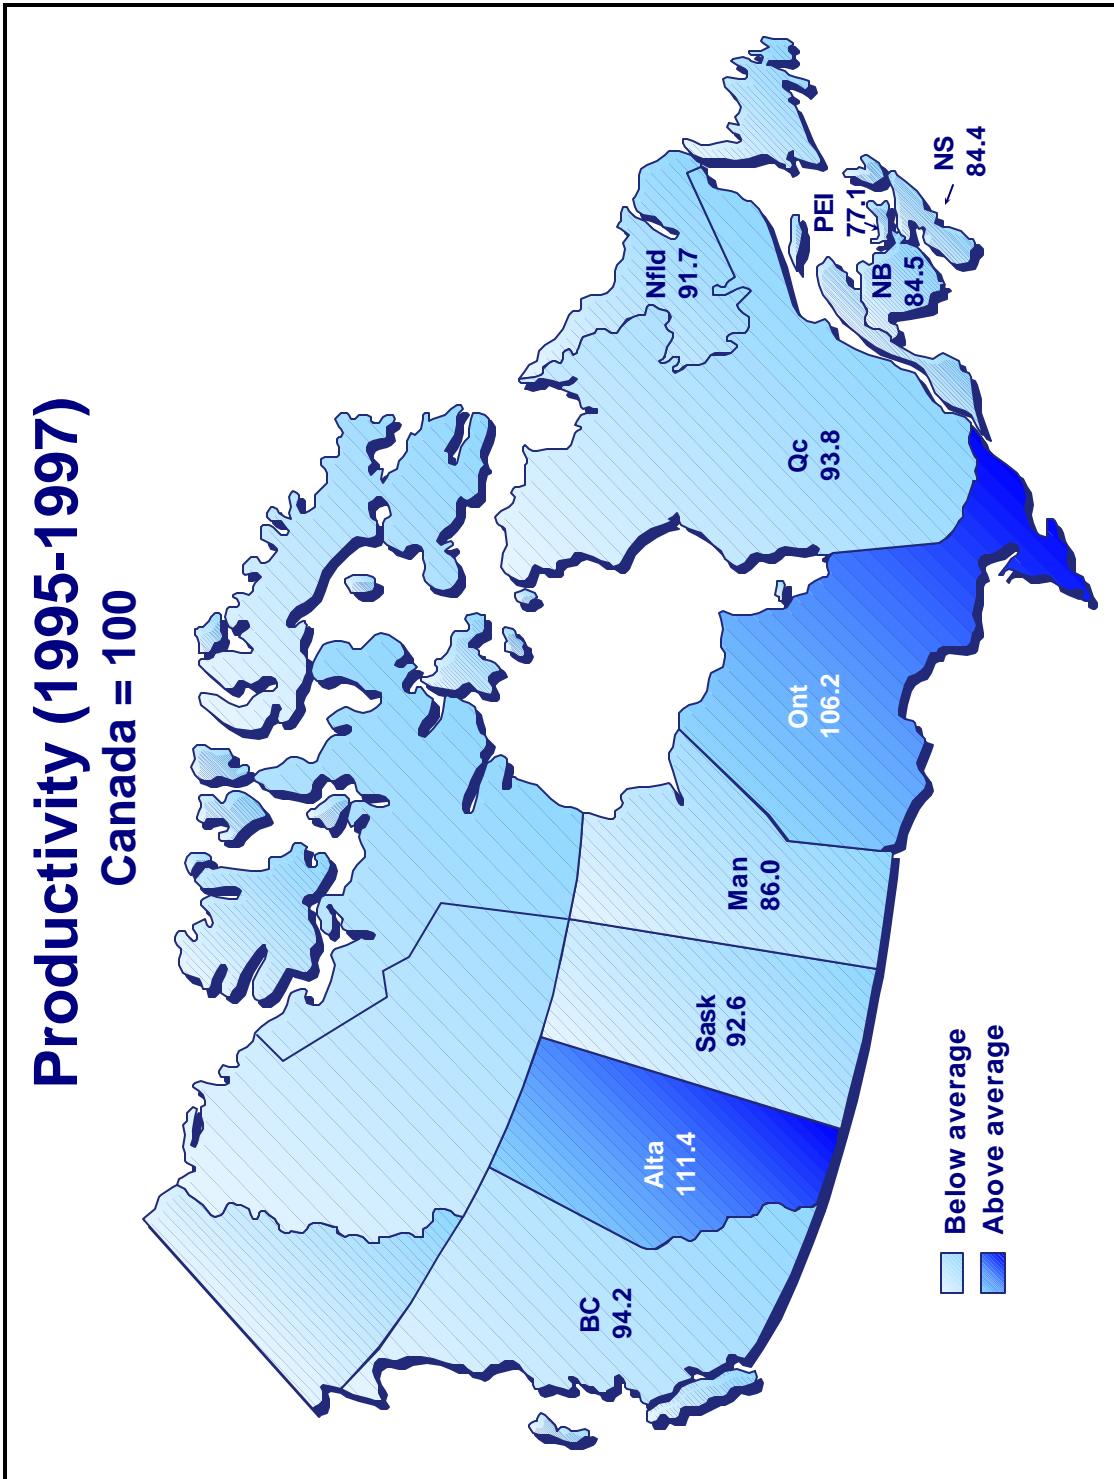 Productivity (1995-1997)
Canada = 100
BC
94.2
Alta
111.4
Sask
92.6
Man
86.0
Ont
106.2
Qc
93.8
Nfld
91.7
NB
84.5
PEI
77.1
NS
84.4
Below average
Above average